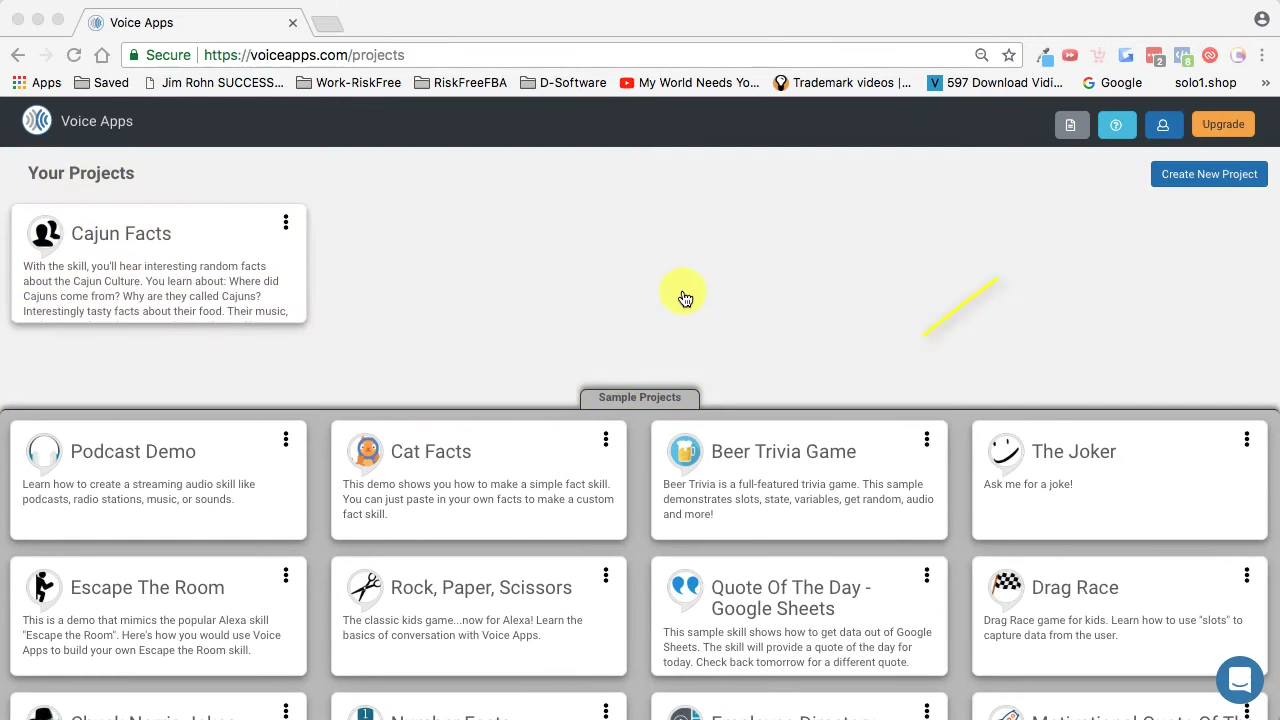 Voice Apps
Secure https://voiceapps.com/projects
Apps Saved Jim Rohn SUCCESS... Work-RiskFree RiskFreeFBA D-Software My World Needs Yo... Trademark videos |... 597 Download Vidi... Google solo1.shop »
Voice Apps
Upgrade
Your Projects
Create New Project
Cajun Facts
With the skill, you'll hear interesting random facts
about the Cajun Culture. You learn about: Where did
Cajuns come from? Why are they called Cajuns?
Interestingly tasty facts about their food. Their music,
Sample Projects
Podcast Demo
Learn how to create a streaming audio skill like
podcasts, radio stations, music, or sounds.
Cat Facts
This demo shows you how to make a simple fact skill.
You can just paste in your own facts to make a custom
fact skill.
Beer Trivia Game
Beer Trivia is a full-featured trivia game. This sample
demonstrates slots, state, variables, get random, audio
and more!
The Joker
Ask me for a joke!
Escape The Room
This is a demo that mimics the popular Alexa skill
"Escape the Room". Here's how you would use Voice
Apps to build your own Escape the Room skill.
Rock, Paper, Scissors
The classic kids game...now for Alexa! Learn the
basics of conversation with Voice Apps.
Quote Of The Day -
Google Sheets
This sample skill shows how to get data out of Google
Sheets. The skill will provide a quote of the day for
today. Check back tomorrow for a different quote.
Drag Race
Drag Race game for kids. Learn how to use "slots" to
capture data from the user.
Chuck Norris Jokes
Number Facts
Employee Directory
Motivational Quote Of Th